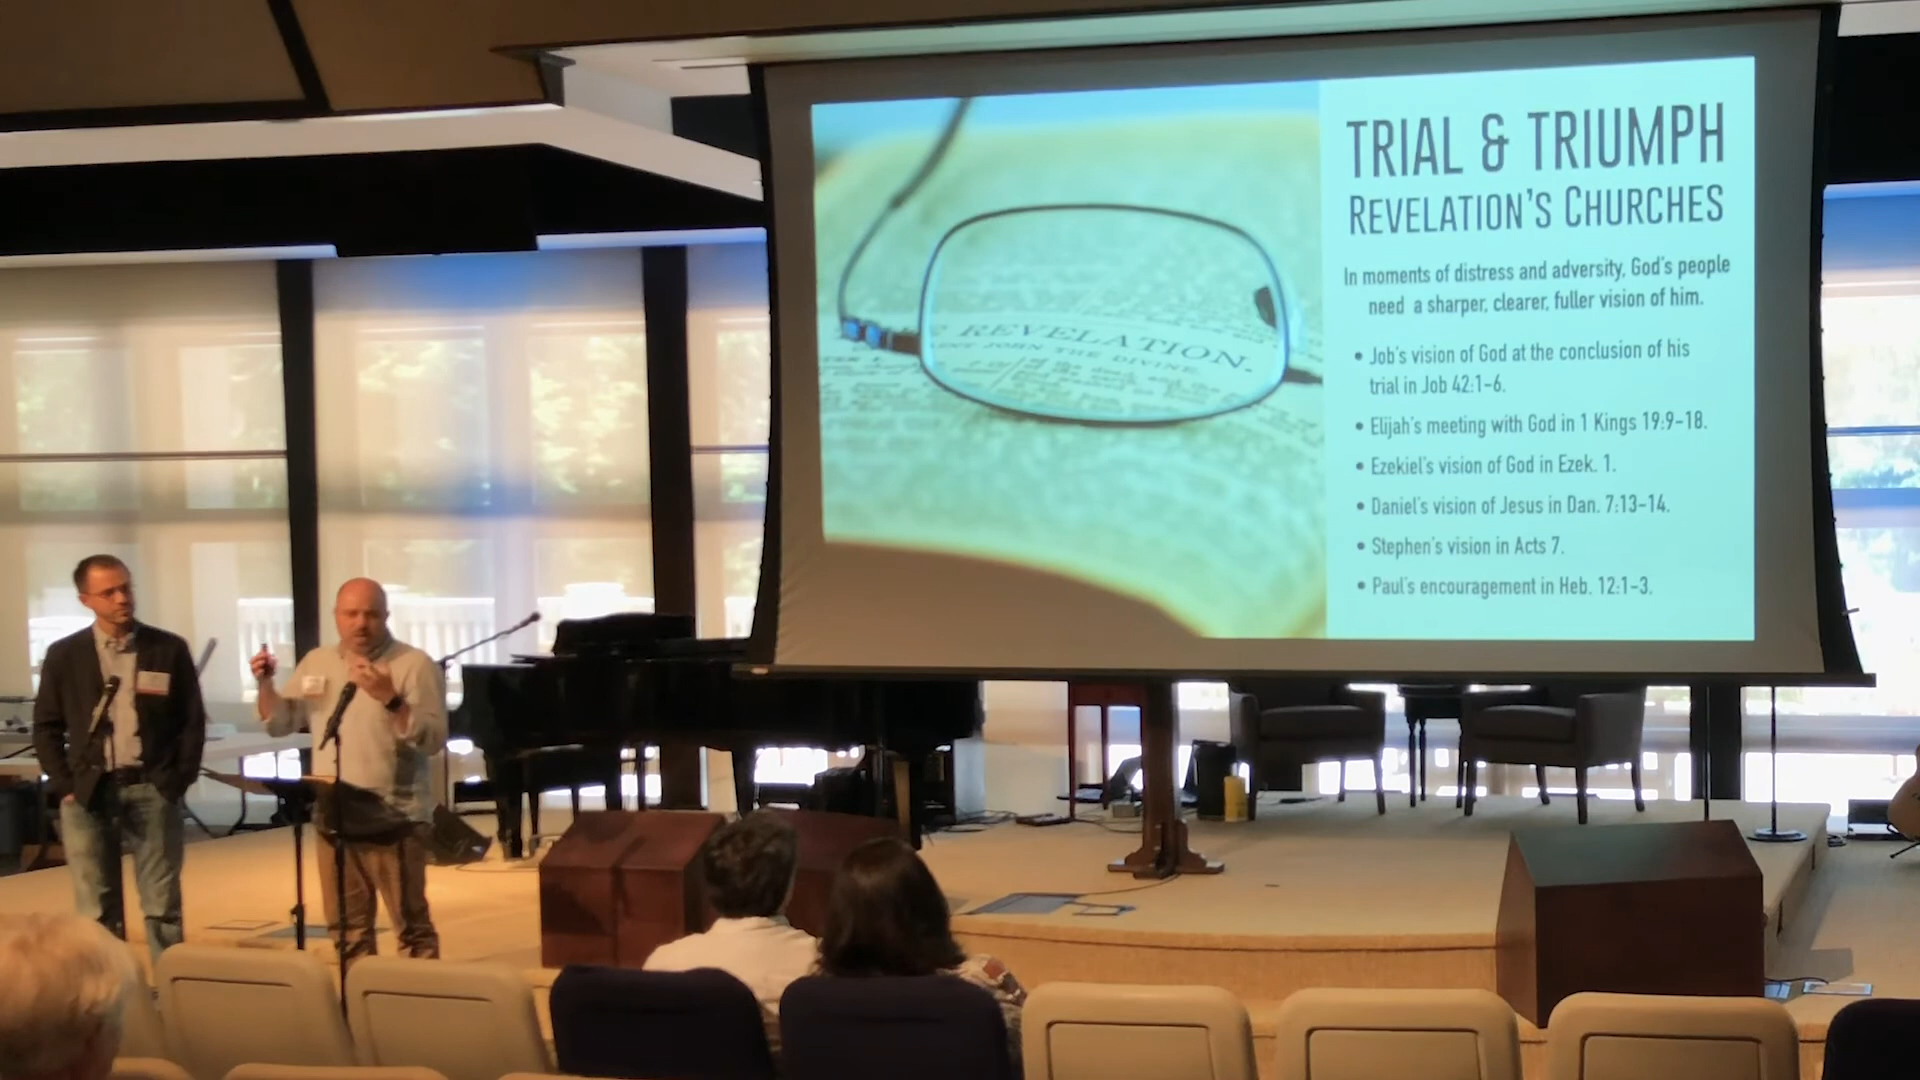 TRIAL & TRIUMPH
REVELATION'S CHURCHES
In moments of distress and adversity, God's people
need a sharper, clearer, fuller vision of him.
• Job's vision of God at the conclusion of his
trial in Job 42:1-6.
• Elijah's meeting with God in 1 Kings 19:9-18.
• Ezekiel's vision of God in Ezek. 1.
• Daniel's vision of Jesus in Dan. 7:13-14.
• Stephen's vision in Acts 7.
• Paul's encouragement in Heb. 12:1-3.
REVELATION.
JOHN THE DIVINE.